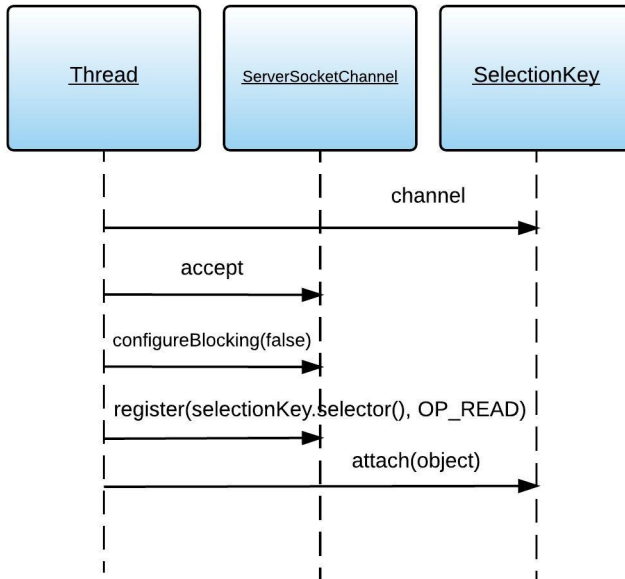 Thread
ServerSocketChannel
SelectionKey
channel
accept
configureBlocking(false)
register(selectionKey.selector(), OP_READ)
attach(object)